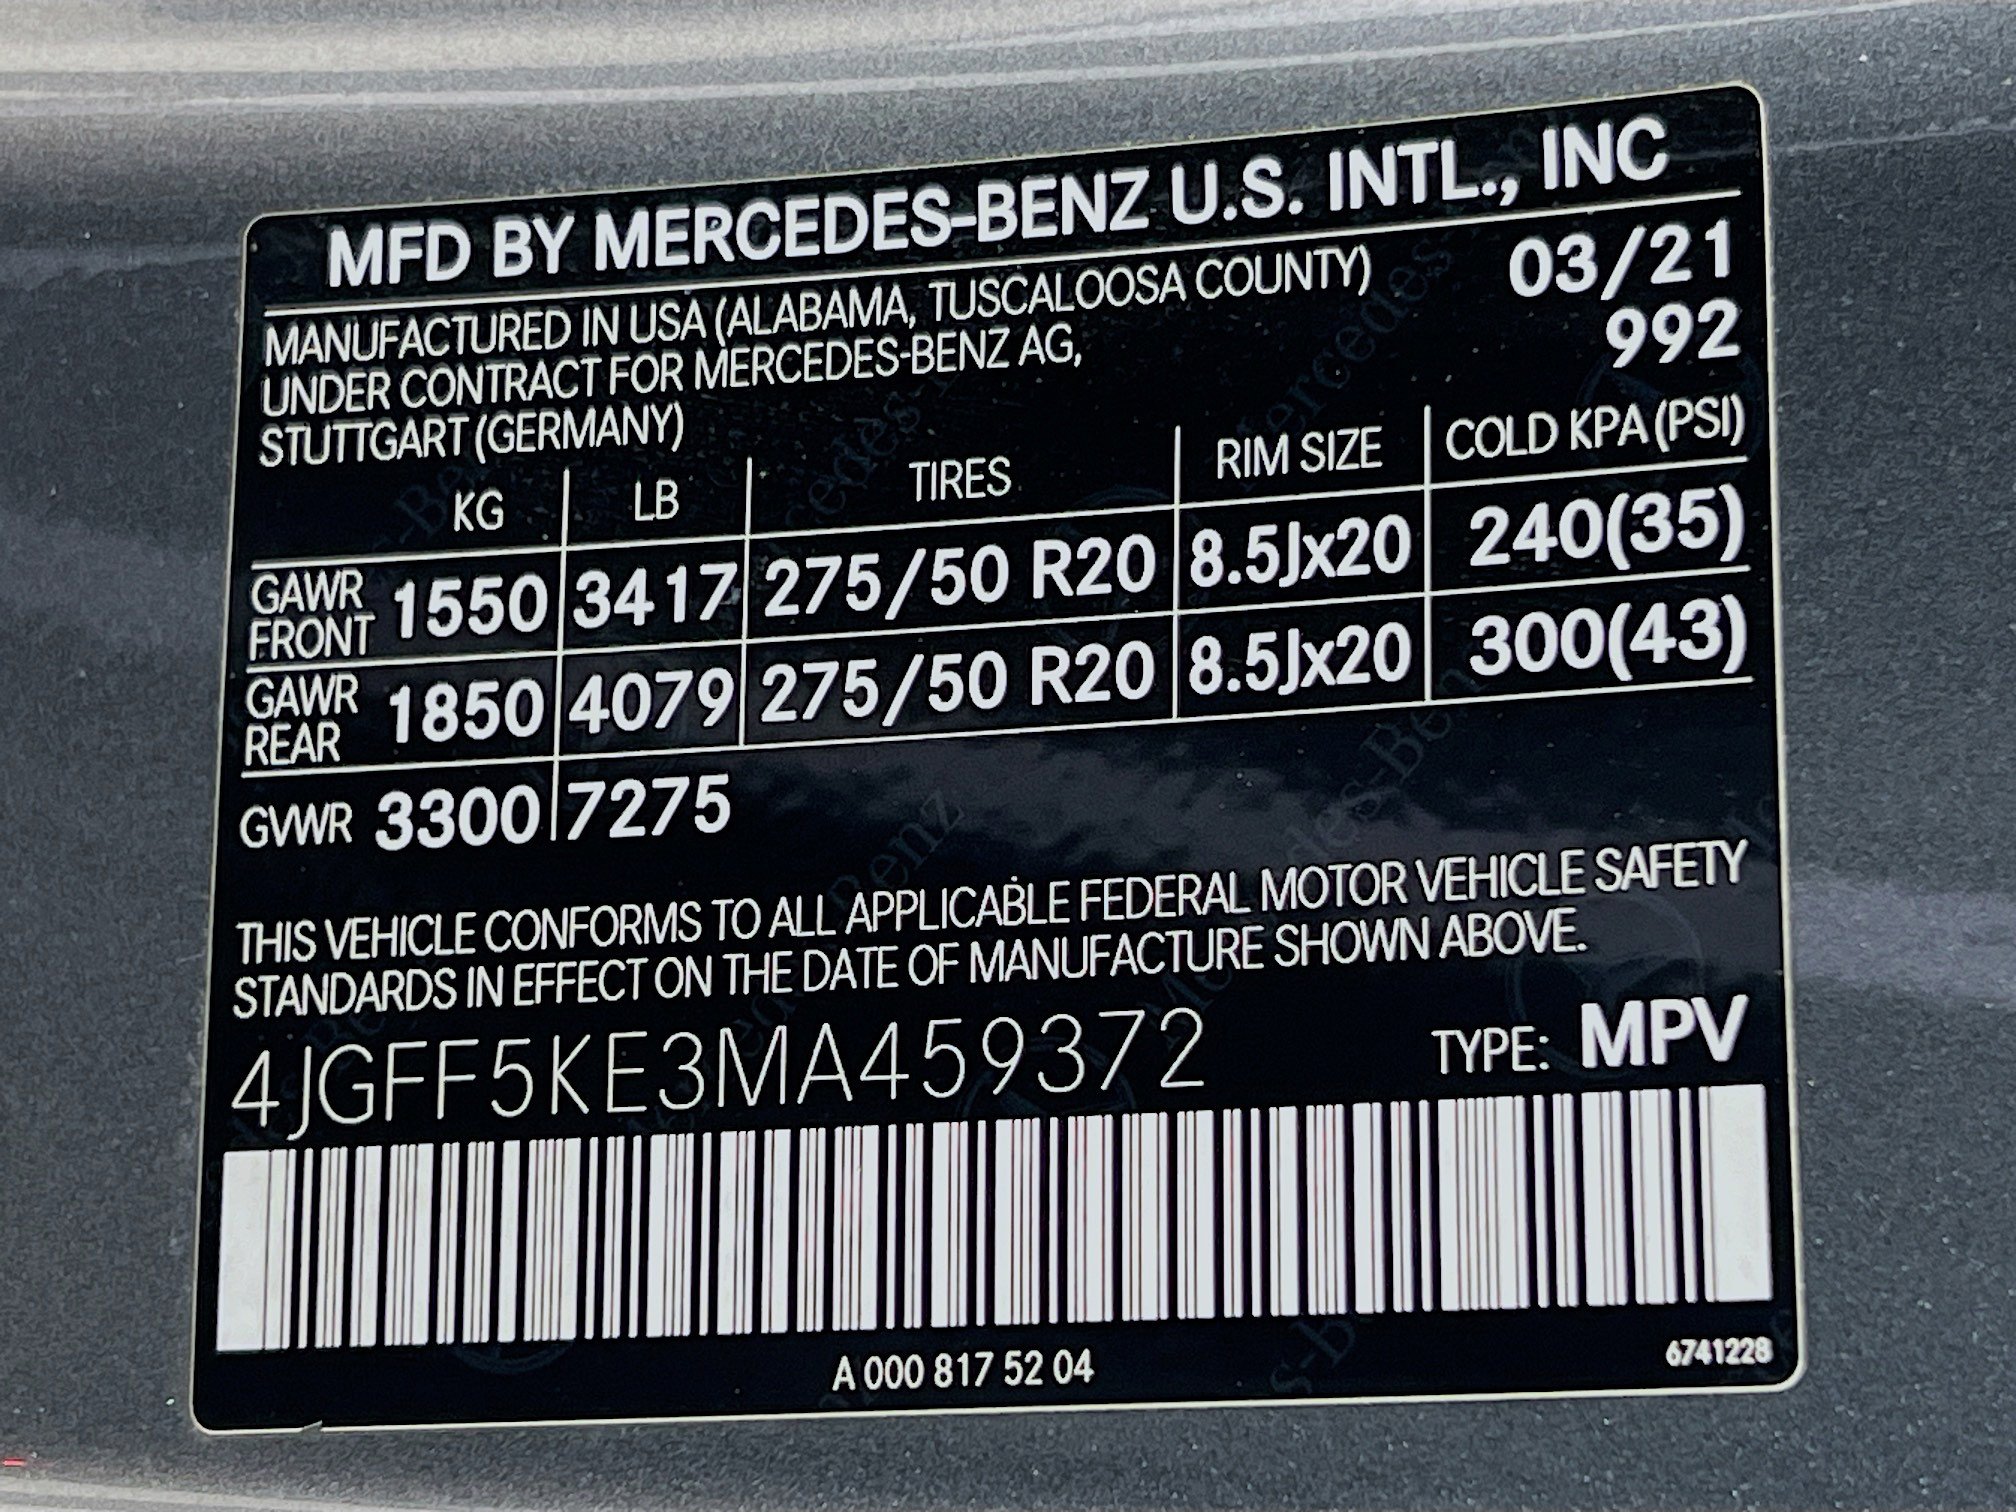 MFD BY MERCEDES-BENZ U.S. INTL., INC
MANUFACTURED IN USA (ALABAMA, TUSCALOOSA COUNTY) 03/21
UNDER CONTRACT FOR MERCEDES-BENZ AG, 992
STUTTGART (GERMANY)
KG LB TIRES RIM SIZE COLD KPA (PSI)
GAWR FRONT 1550 3417 275/50 R20 8.5Jx20 240(35)
GAWR REAR 1850 4079 275/50 R20 8.5Jx20 300(43)
GVWR 3300 7275
THIS VEHICLE CONFORMS TO ALL APPLICABLE FEDERAL MOTOR VEHICLE SAFETY
STANDARDS IN EFFECT ON THE DATE OF MANUFACTURE SHOWN ABOVE.
4JGFF5KE3MA459372 TYPE: MPV
A 000 817 52 04 6741228